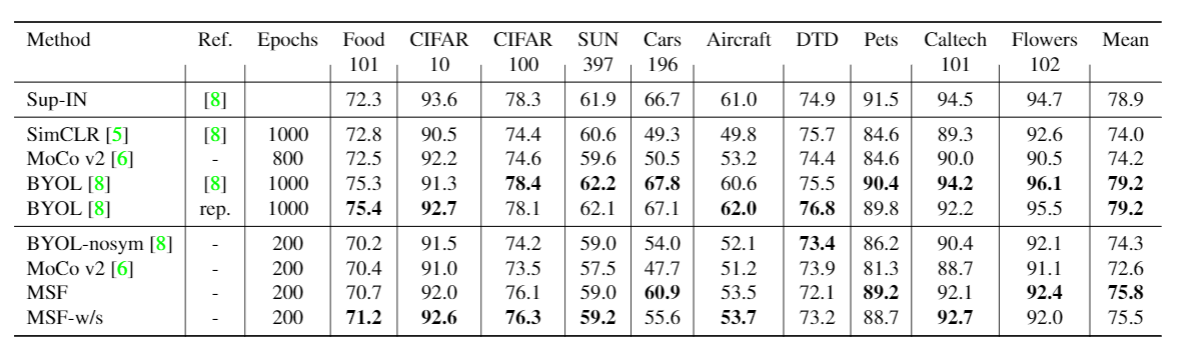 Method Ref. Epochs Food CIFAR CIFAR SUN Cars Aircraft DTD Pets Caltech Flowers Mean
101 10 100 397 196 101 102
Sup-IN [8] 72.3 93.6 78.3 61.9 66.7 61.0 74.9 91.5 94.5 94.7 78.9
SimCLR [5] [8] 1000 72.8 90.5 74.4 60.6 49.3 49.8 75.7 84.6 89.3 92.6 74.0
MoCo v2 [6] - 800 72.5 92.2 74.6 59.6 50.5 53.2 74.4 84.6 90.0 90.5 74.2
BYOL [8] [8] 1000 75.3 91.3 78.4 62.2 67.8 60.6 75.5 90.4 94.2 96.1 79.2
BYOL [8] rep. 1000 75.4 92.7 78.1 62.1 67.1 62.0 76.8 89.8 92.2 95.5 79.2
BYOL-nosym [8] - 200 70.2 91.5 74.2 59.0 54.0 52.1 73.4 86.2 90.4 92.1 74.3
MoCo v2 [6] - 200 70.4 91.0 73.5 57.5 47.7 51.2 73.9 81.3 88.7 91.1 72.6
MSF - 200 70.7 92.0 76.1 59.0 60.9 53.5 72.1 89.2 92.1 92.4 75.8
MSF-w/s - 200 71.2 92.6 76.3 59.2 55.6 53.7 73.2 88.7 92.7 92.0 75.5